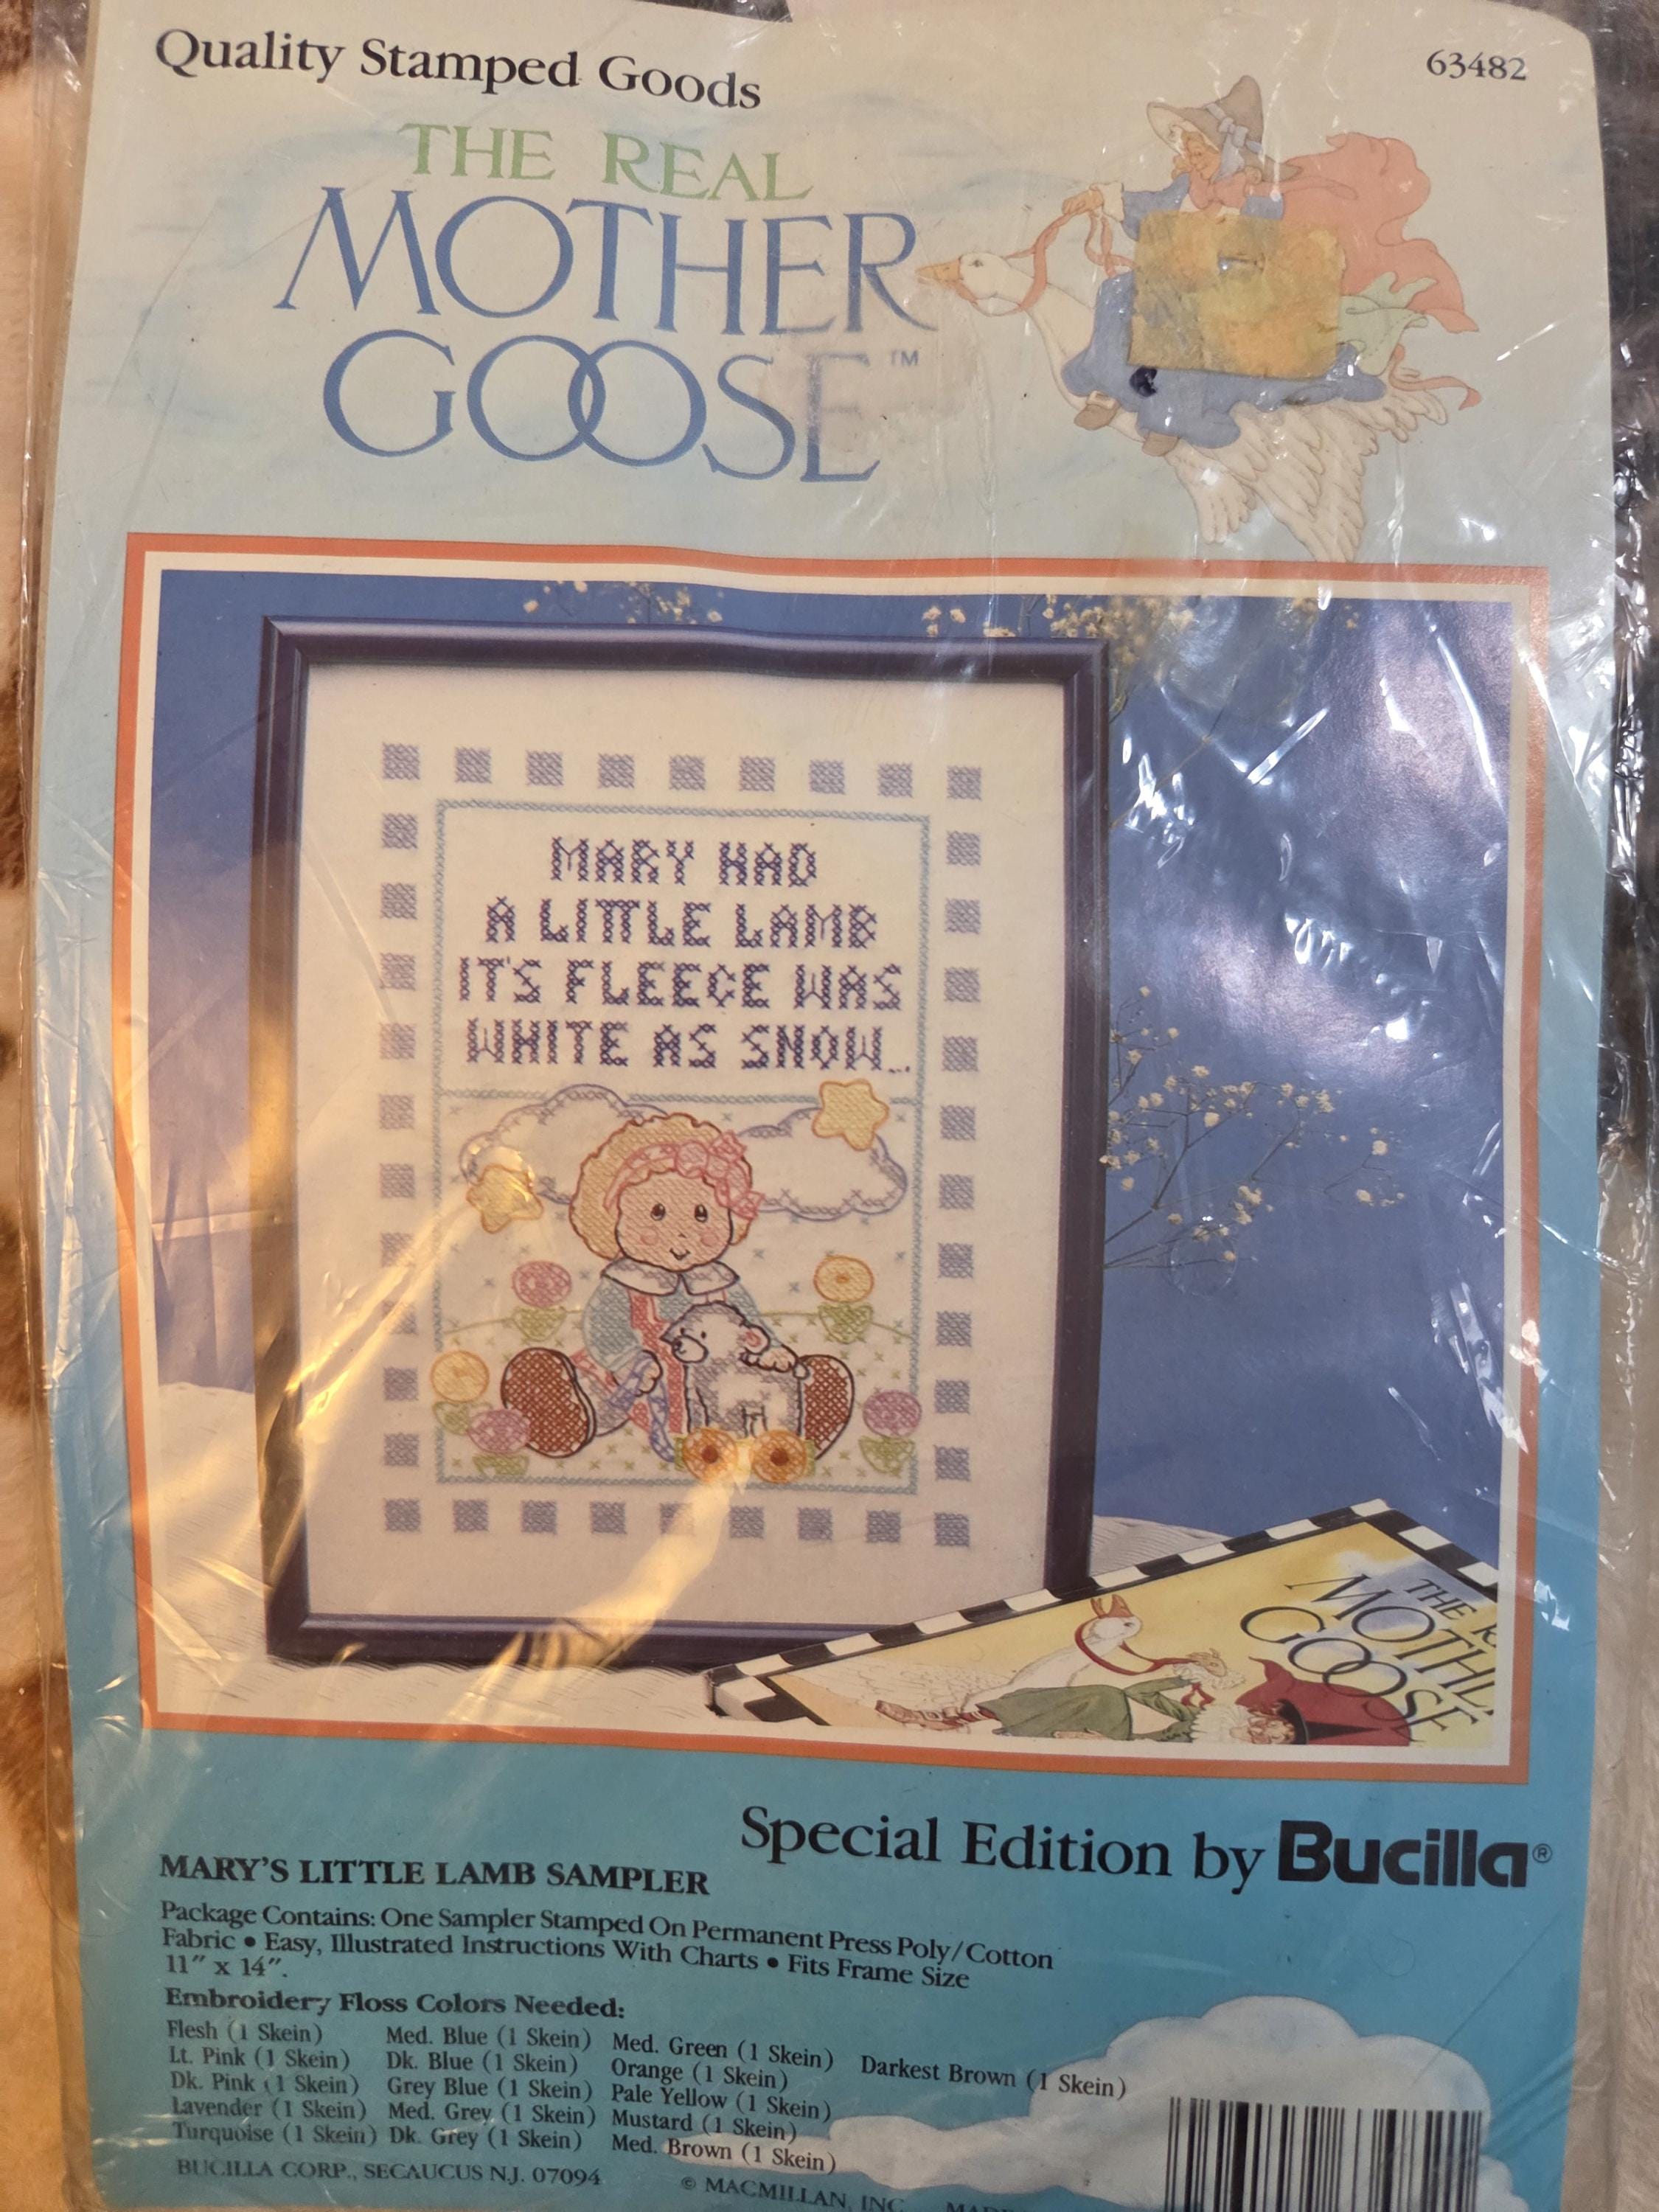 Quality Stamped Goods
63482
THE REAL
MOTHER
GOOSE™
MARY HAD
A LITTLE LAMB
IT'S FLEECE WAS
WHITE AS SNOW...
THE
MOTHE
GOOSE
Special Edition by Bucilla®
MARY'S LITTLE LAMB SAMPLER
Package Contains: One Sampler Stamped On Permanent Press Poly/Cotton
Fabric • Easy, Illustrated Instructions With Charts • Fits Frame Size
11" x 14".
Embroidery Floss Colors Needed:
Flesh (1 Skein) Med. Blue (1 Skein) Med. Green (1 Skein) Darkest Brown (1 Skein)
Lt. Pink (1 Skein) Dk. Blue (1 Skein) Orange (1 Skein)
Dk. Pink (1 Skein) Grey Blue (1 Skein) Pale Yellow (1 Skein)
Lavender (1 Skein) Med. Grey (1 Skein) Mustard (1 Skein)
Turquoise (1 Skein) Dk. Grey (1 Skein) Med. Brown (1 Skein)
BUCILLA CORP., SECAUCUS N.J. 07094 © MACMILLAN, INC.